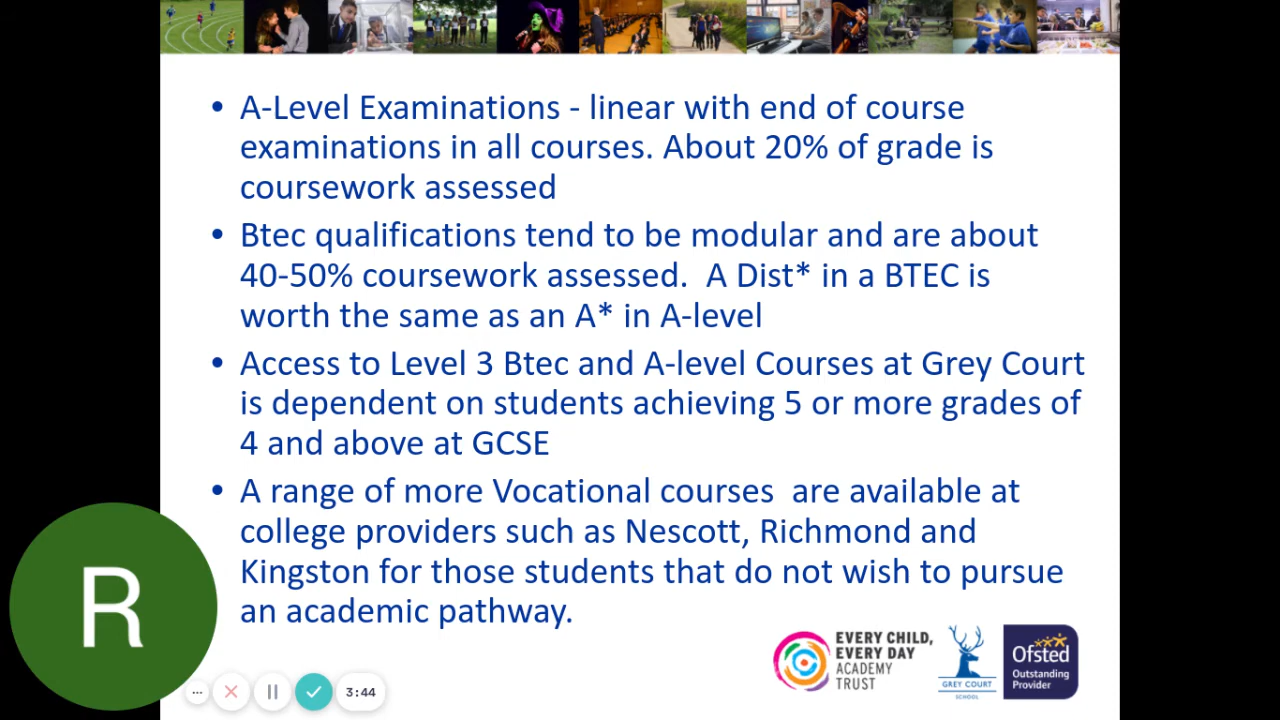 • A-Level Examinations - linear with end of course
examinations in all courses. About 20% of grade is
coursework assessed
• Btec qualifications tend to be modular and are about
40-50% coursework assessed.  A Dist* in a BTEC is
worth the same as an A* in A-level
• Access to Level 3 Btec and A-level Courses at Grey Court
is dependent on students achieving 5 or more grades of
4 and above at GCSE
• A range of more Vocational courses  are available at
college providers such as Nescott, Richmond and
Kingston for those students that do not wish to pursue
an academic pathway.
R
EVERY CHILD,
EVERY DAY
ACADEMY
TRUST
GREY COURT
SCHOOL
Ofsted
Outstanding
Provider
3:44